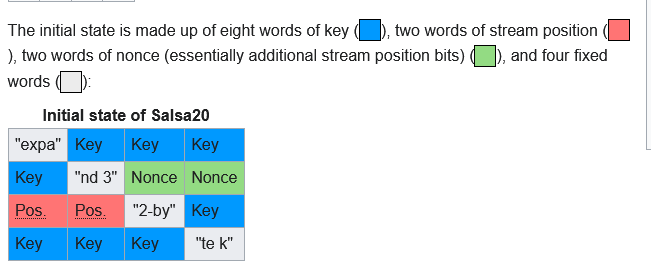 The initial state is made up of eight words of key (), two words of stream position (
), two words of nonce (essentially additional stream position bits) (), and four fixed
words ():
Initial state of Salsa20
"expa" Key Key Key
Key "nd 3" Nonce Nonce
Pos. Pos. "2-by" Key
Key Key Key "te k"